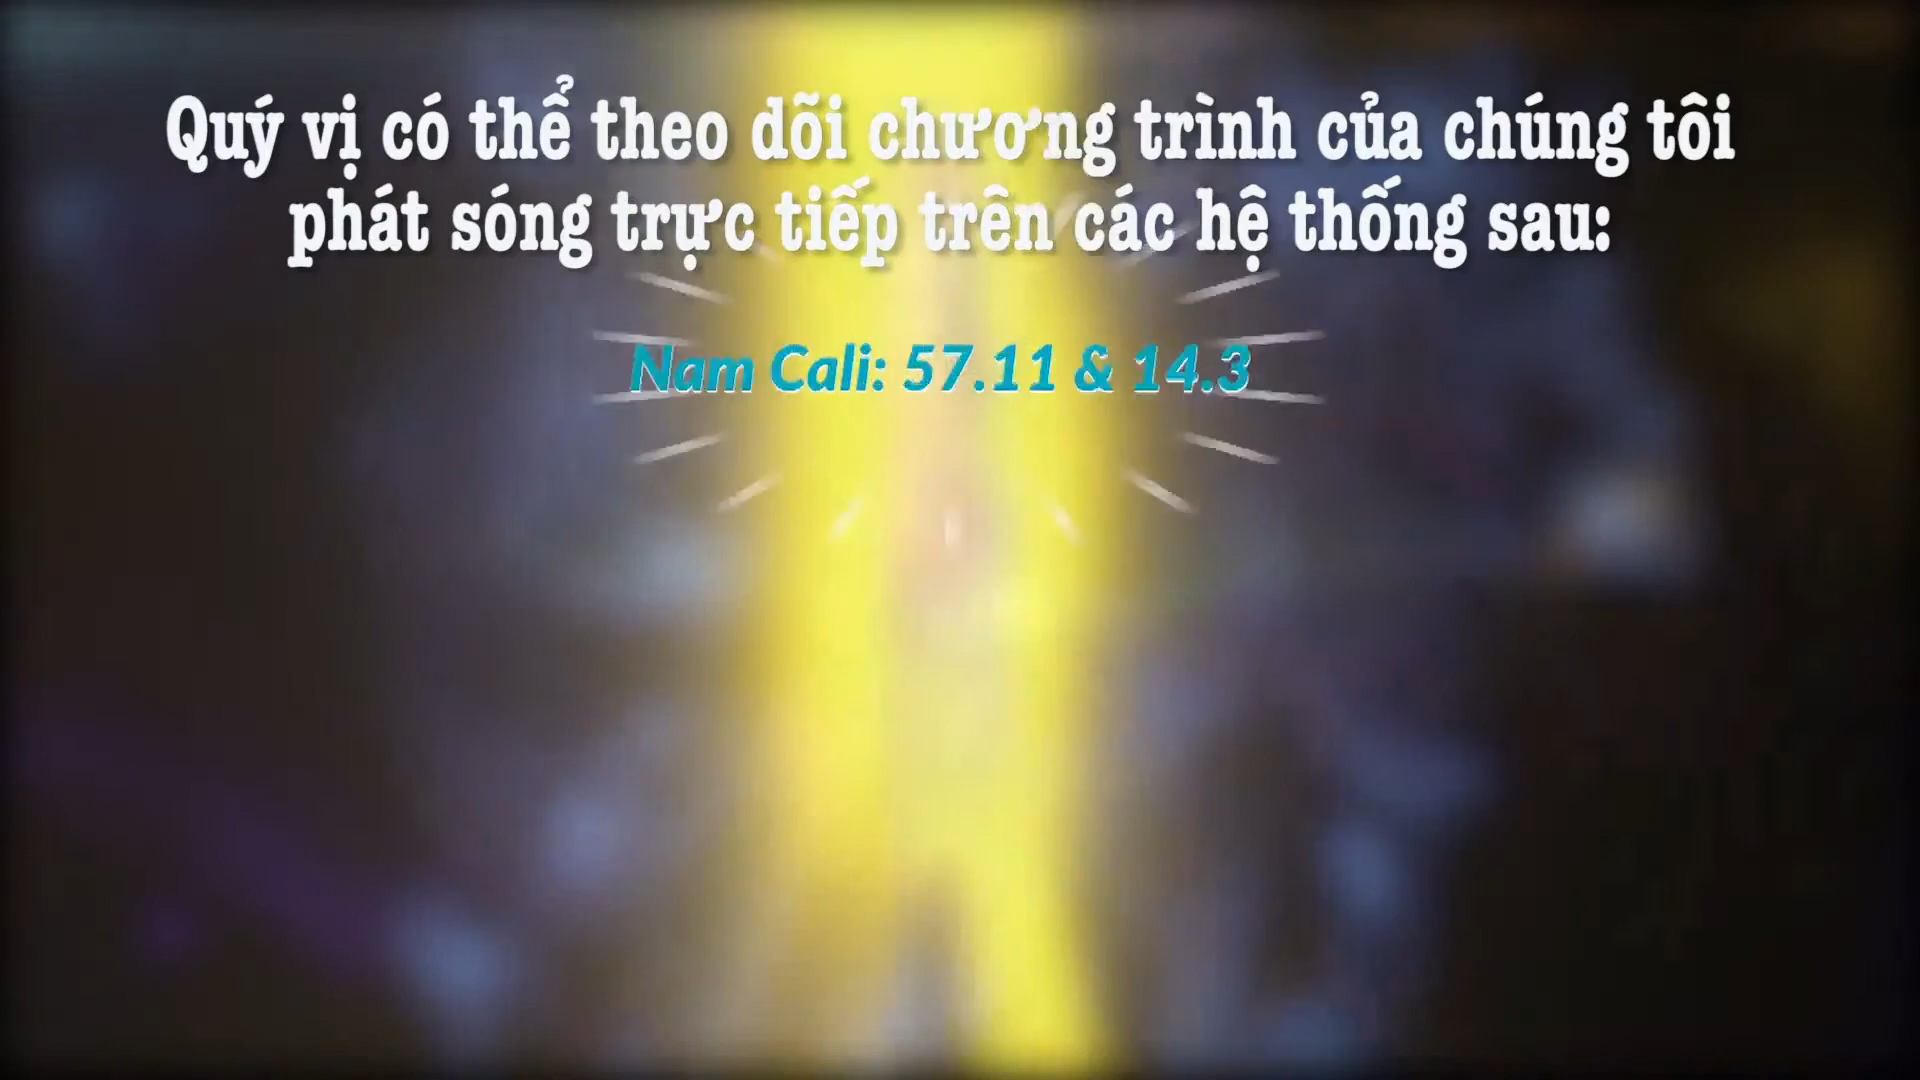 Quý vị có thể theo dõi chương trình của chúng tôi
phát sóng trực tiếp trên các hệ thống sau:
Nam Cali: 57.11 & 14.3